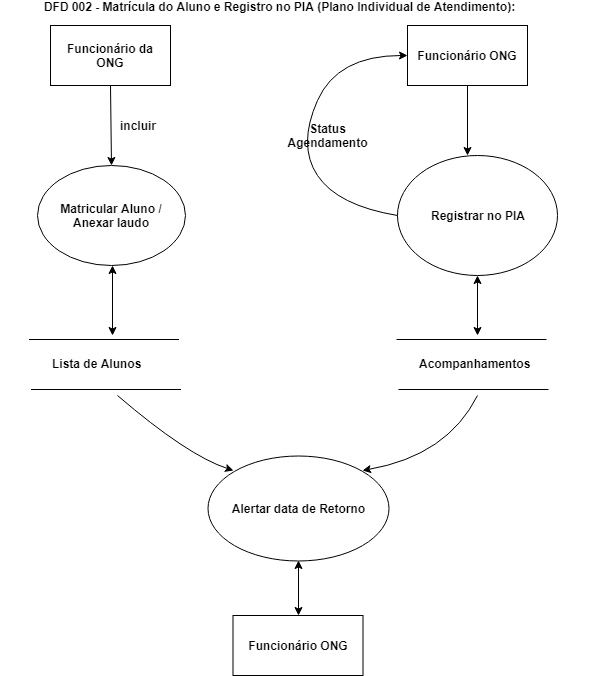 DFD 002 - Matrícula do Aluno e Registro no PIA (Plano Individual de Atendimento):
Funcionário da
ONG
Funcionário ONG
incluir
Status
Agendamento
Matricular Aluno /
Anexar laudo
Registrar no PIA
Lista de Alunos
Acompanhamentos
Alertar data de Retorno
Funcionário ONG